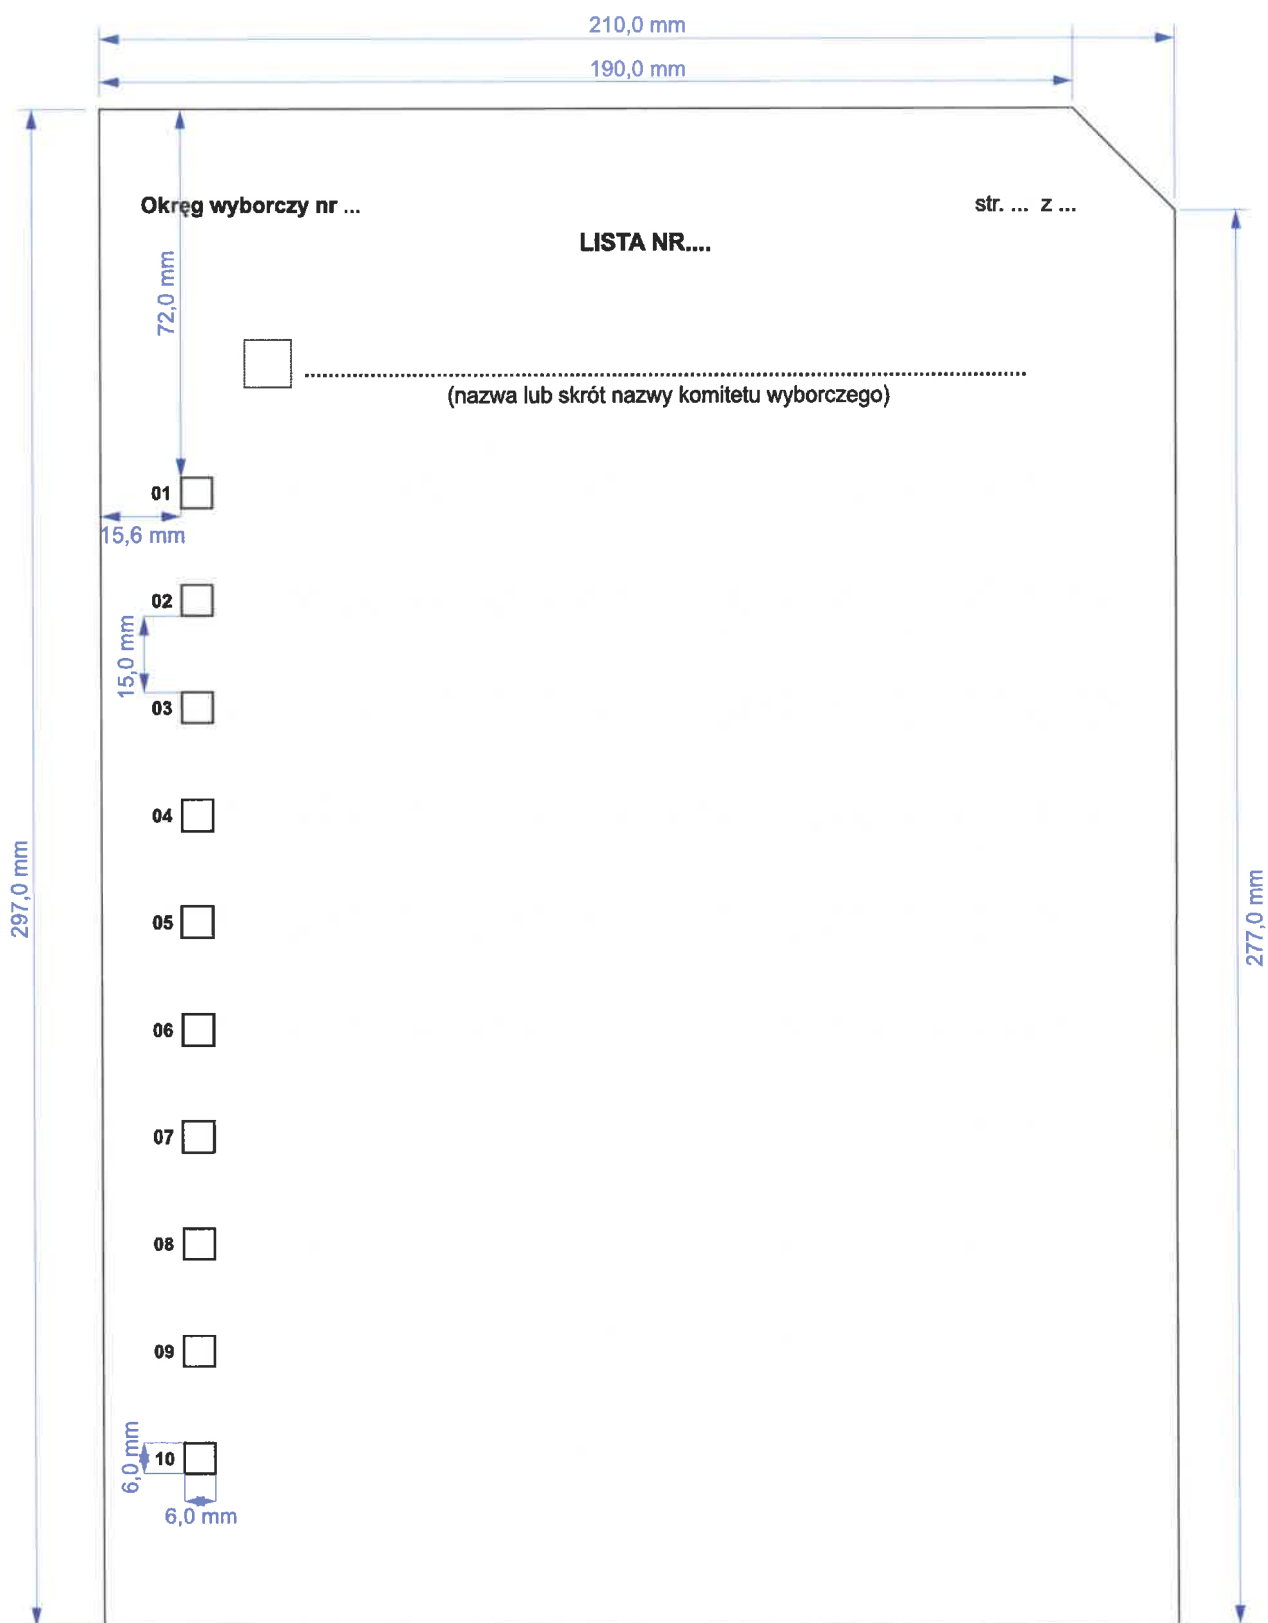 210,0 mm
190,0 mm
Okręg wyborczy nr ...
str. ... z ...
LISTA NR....
72,0 mm
(nazwa lub skrót nazwy komitetu wyborczego)
01
15,6 mm
02
15,0 mm
03
04
297,0 mm
277,0 mm
05
06
07
08
09
10
6,0 mm
6,0 mm